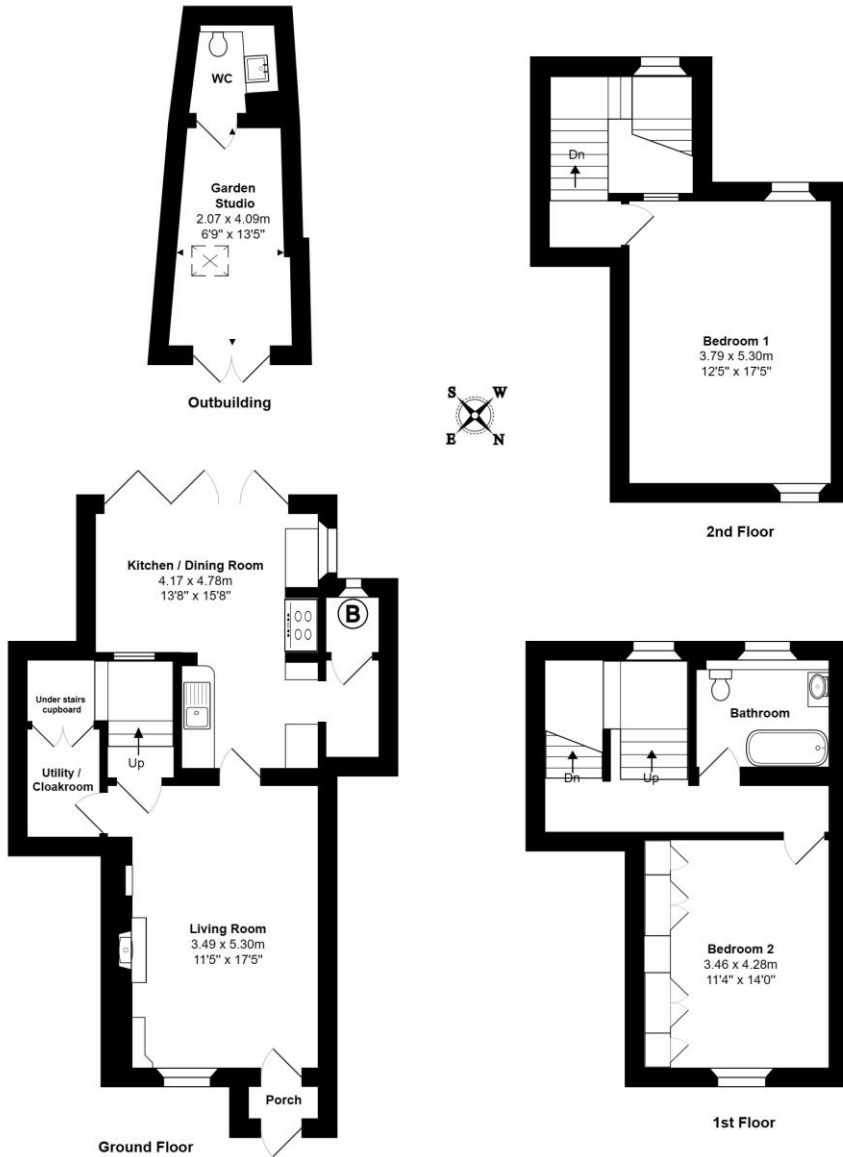 WC
Garden
Studio
2.07 x 4.09m
6'9" x 13'5"
Outbuilding
Dn
Bedroom 1
3.79 x 5.30m
12'5" x 17'5"
2nd Floor
S W
E N
Kitchen / Dining Room
4.17 x 4.78m
13'8" x 15'8"
B
Under stairs
cupboard
Up
Utility /
Cloakroom
Living Room
3.49 x 5.30m
11'5" x 17'5"
Porch
Ground Floor
Bathroom
Dn
Up
Bedroom 2
3.46 x 4.28m
11'4" x 14'0"
1st Floor